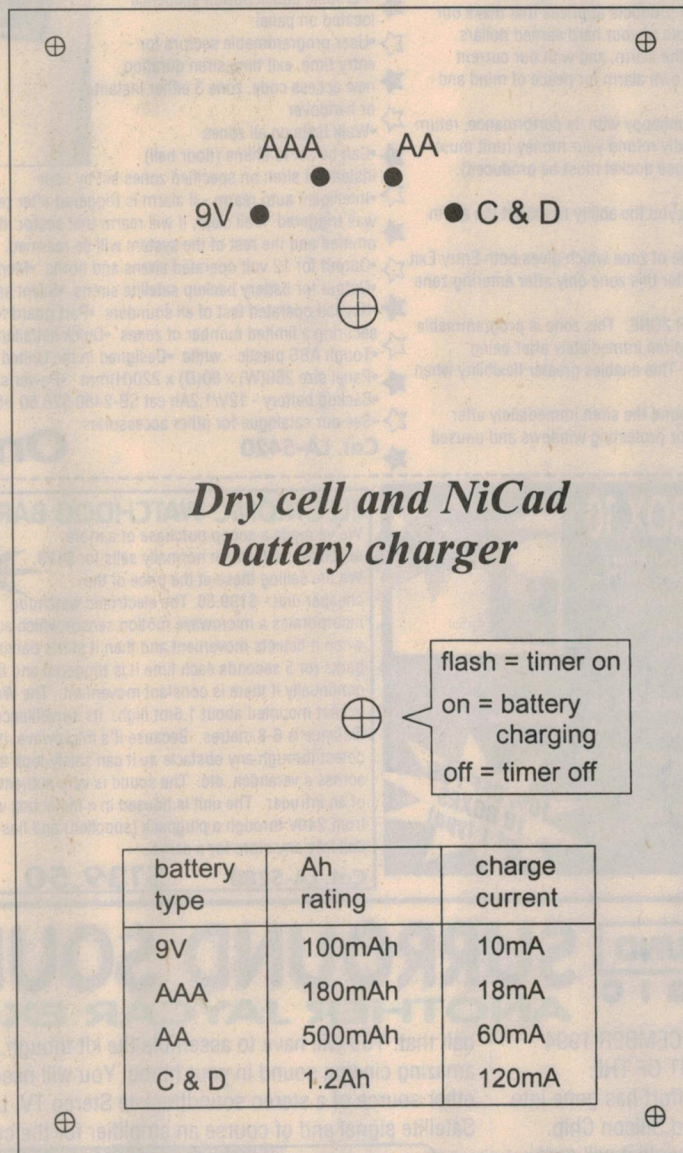 AAA AA
9V C & D
Dry cell and NiCad
battery charger
flash = timer on
on = battery
charging
off = timer off
battery type Ah rating charge current
9V 100mAh 10mA
AAA 180mAh 18mA
AA 500mAh 60mA
C & D 1.2Ah 120mA